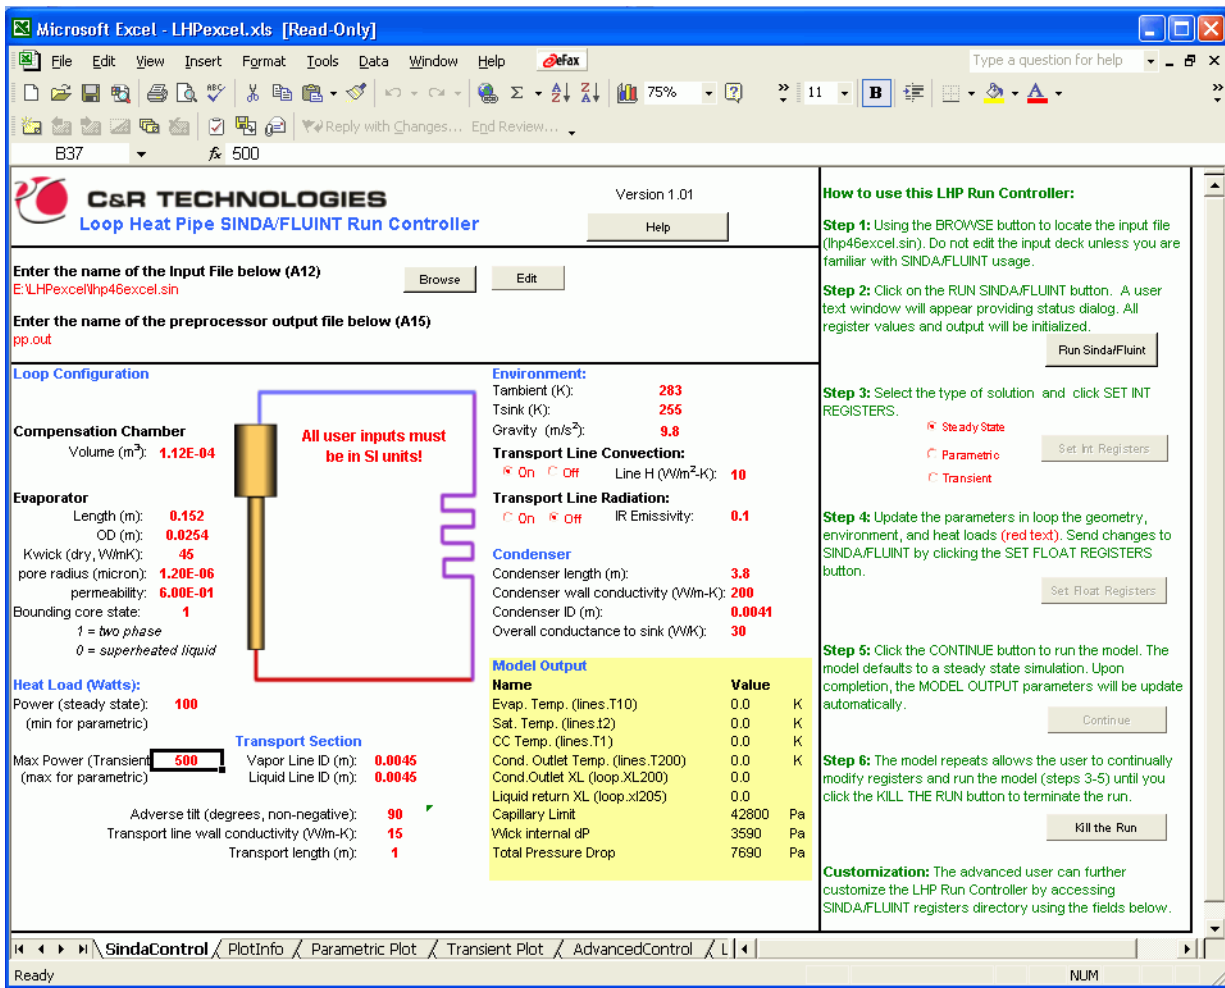 Microsoft Excel - LHPexcel.xls [Read-Only]
File Edit View Insert Format Tools Data Window Help eFax Type a question for help
ABC Σ A Z Z A 75% ? » 11 B A »
Reply with Changes... End Review...
B37 fx 500
C&R TECHNOLOGIES
Loop Heat Pipe SINDA/FLUINT Run Controller
Version 1.01
Help
Enter the name of the Input File below (A12)
E:\LHPexcel\lhp46excel.sin
Browse
Edit
Enter the name of the preprocessor output file below (A15)
pp.out
Loop Configuration
Compensation Chamber
Volume (m³): 1.12E-04
Evaporator
Length (m): 0.152
OD (m): 0.0254
Kwick (dry, W/mK): 45
pore radius (micron): 1.20E-06
permeability: 6.00E-01
Bounding core state: 1
1 = two phase
0 = superheated liquid
All user inputs must
be in SI units!
Heat Load (Watts):
Power (steady state): 100
(min for parametric)
Max Power (Transient 500
(max for parametric)
Transport Section
Vapor Line ID (m): 0.0045
Liquid Line ID (m): 0.0045
Adverse tilt (degrees, non-negative): 90
Transport line wall conductivity (W/m-K): 15
Transport length (m): 1
Environment:
Tambient (K): 283
Tsink (K): 255
Gravity (m/s²): 9.8
Transport Line Convection:
On Off Line H (W/m²-K): 10
Transport Line Radiation:
On Off IR Emissivity: 0.1
Condenser
Condenser length (m): 3.8
Condenser wall conductivity (W/m-K): 200
Condenser ID (m): 0.0041
Overall conductance to sink (W/K): 30
Model Output
Name Value
Evap. Temp. (lines.T10) 0.0 K
Sat. Temp. (lines.t2) 0.0 K
CC Temp. (lines.T1) 0.0 K
Cond. Outlet Temp. (lines.T200) 0.0 K
Cond.Outlet XL (loop.XL200) 0.0
Liquid return XL (loop.xl205) 0.0
Capillary Limit 42800 Pa
Wick internal dP 3590 Pa
Total Pressure Drop 7690 Pa
How to use this LHP Run Controller:
Step 1: Using the BROWSE button to locate the input file
(lhp46excel.sin). Do not edit the input deck unless you are
familiar with SINDA/FLUINT usage.
Step 2: Click on the RUN SINDA/FLUINT button. A user
text window will appear providing status dialog. All
register values and output will be initialized.
Run Sinda/Fluint
Step 3: Select the type of solution and click SET INT
REGISTERS.
Steady State
Parametric
Transient
Set Int Registers
Step 4: Update the parameters in loop the geometry,
environment, and heat loads (red text). Send changes to
SINDA/FLUINT by clicking the SET FLOAT REGISTERS
button.
Set Float Registers
Step 5: Click the CONTINUE button to run the model. The
model defaults to a steady state simulation. Upon
completion, the MODEL OUTPUT parameters will be update
automatically.
Continue
Step 6: The model repeats allows the user to continually
modify registers and run the model (steps 3-5) until you
click the KILL THE RUN button to terminate the run.
Kill the Run
Customization: The advanced user can further
customize the LHP Run Controller by accessing
SINDA/FLUINT registers directory using the fields below.
SindaControl PlotInfo Parametric Plot Transient Plot AdvancedControl L
Ready NUM